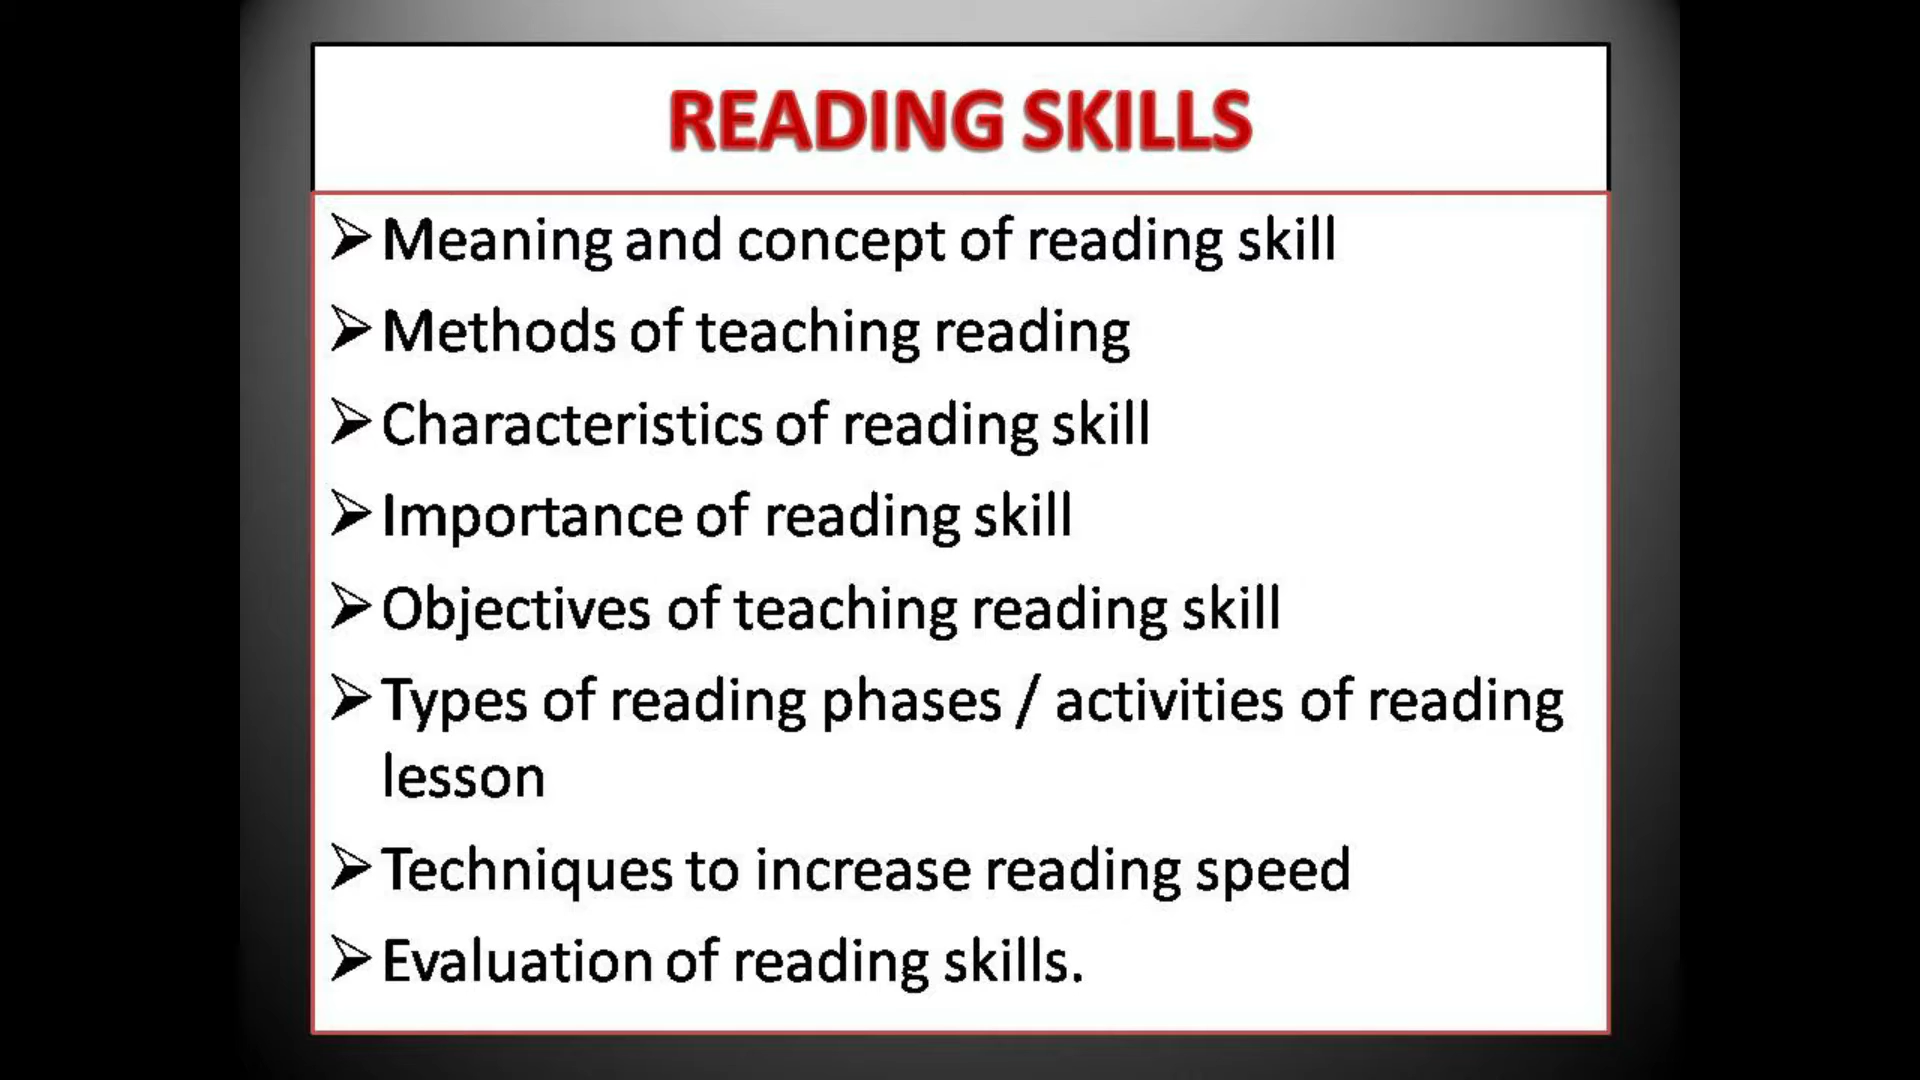 READING SKILLS
Meaning and concept of reading skill
Methods of teaching reading
Characteristics of reading skill
Importance of reading skill
Objectives of teaching reading skill
Types of reading phases / activities of reading
lesson
Techniques to increase reading speed
Evaluation of reading skills.